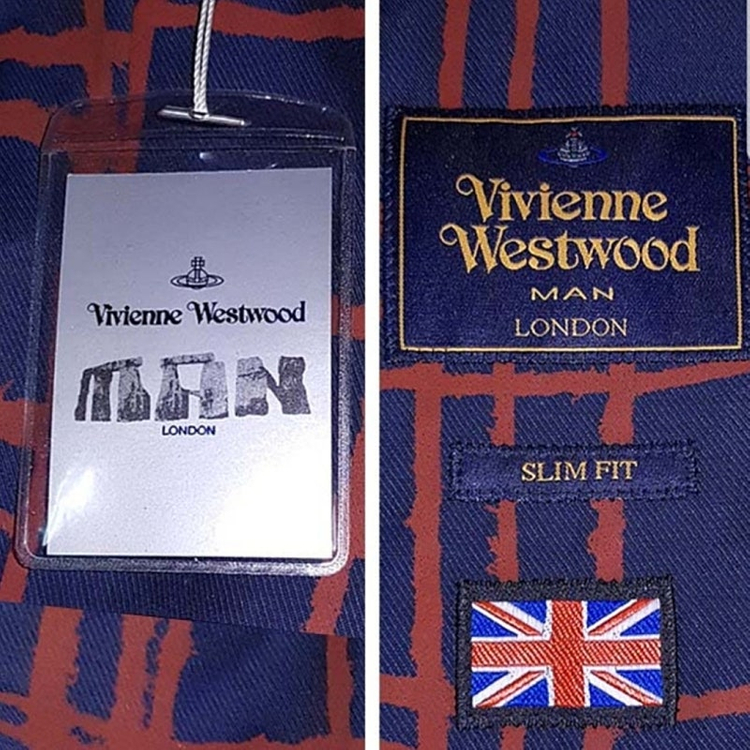 Vivienne Westwood
MAN
LONDON
Vivienne
Westwood
MAN
LONDON
SLIM FIT